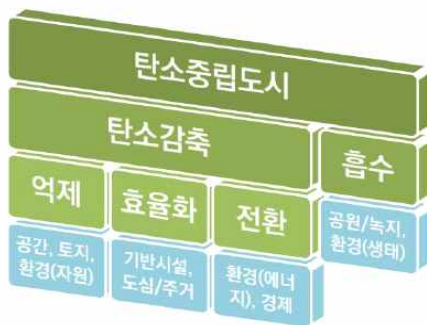 탄소중립도시
탄소감축
흡수
억제
효율화
전환
공원/녹지,
환경(생태)
공간, 토지,
환경(자원)
기반시설,
도심/주거
환경(에너
지), 경제